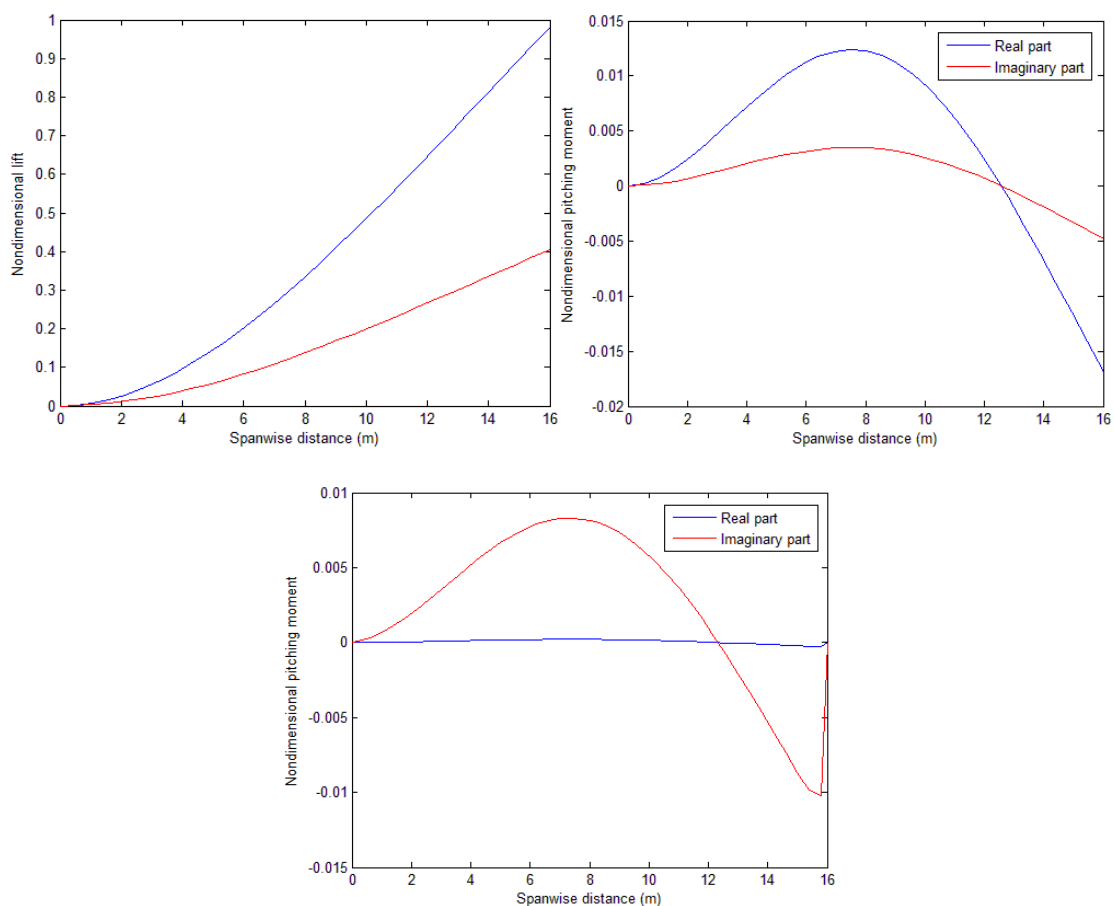 1
0.9
0.8
0.7
0.6
0.5
0.4
0.3
0.2
0.1
0
0 2 4 6 8 10 12 14 16
Nondimensional lift
Spanwise distance (m)
0.015
0.01
0.005
0
-0.005
-0.01
-0.015
-0.02
0 2 4 6 8 10 12 14 16
Nondimensional pitching moment
Spanwise distance (m)
Real part
Imaginary part
0.01
0.005
0
-0.005
-0.01
-0.015
0 2 4 6 8 10 12 14 16
Nondimensional pitching moment
Spanwise distance (m)
Real part
Imaginary part